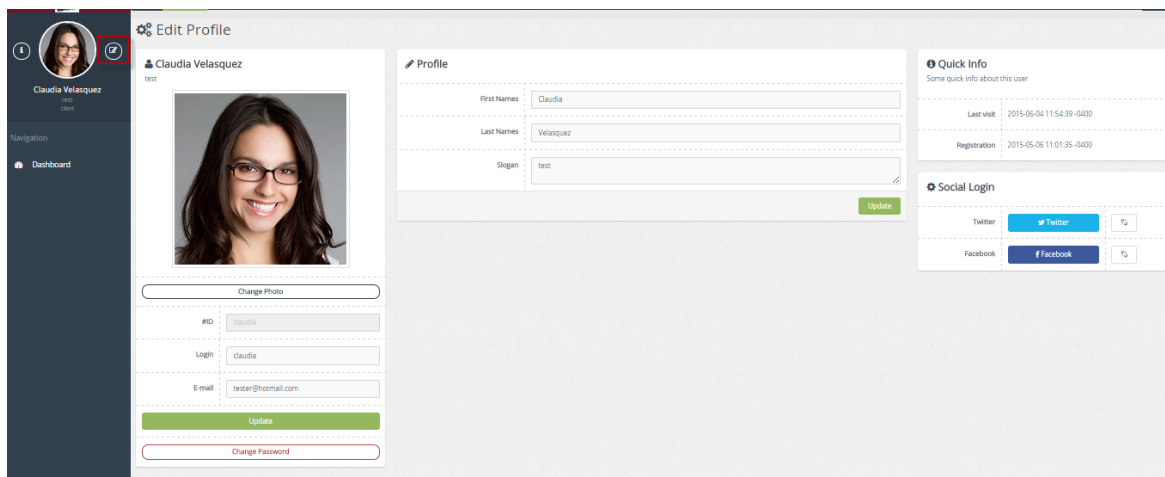 Edit Profile
Claudia Velasquez
test
client
Navigation
Dashboard
Claudia Velasquez
test
Change Photo
#ID claudia
Login claudia
E-mail tester@hotmail.com
Update
Change Password
Profile
First Names Claudia
Last Names Velasquez
Slogan test
Update
Quick Info
Some quick info about this user
Last visit 2015-06-04 11:54:39 -0400
Registration 2015-05-06 11:01:35 -0400
Social Login
Twitter Twitter
Facebook Facebook